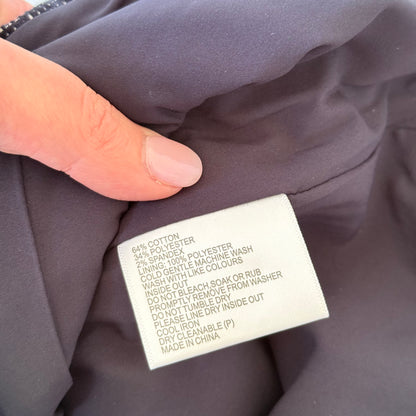 64% COTTON
34% POLYESTER
2% SPANDEX
LINING: 100% POLYESTER
COLD GENTLE MACHINE WASH
WASH WITH LIKE COLOURS
INSIDE OUT
DO NOT BLEACH, SOAK OR RUB
PROMPTLY REMOVE FROM WASHER
DO NOT TUMBLE DRY
PLEASE LINE DRY INSIDE OUT
COOL IRON
DRY CLEANABLE (P)
MADE IN CHINA